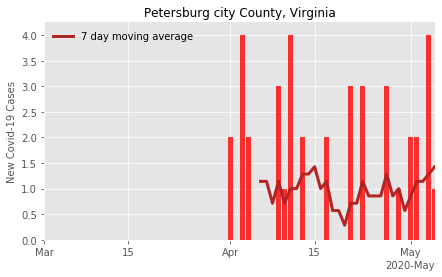 Petersburg city County, Virginia
7 day moving average
New Covid-19 Cases
4.0
3.5
3.0
2.5
2.0
1.5
1.0
0.5
0.0
Mar 15 Apr 15 May
2020-May